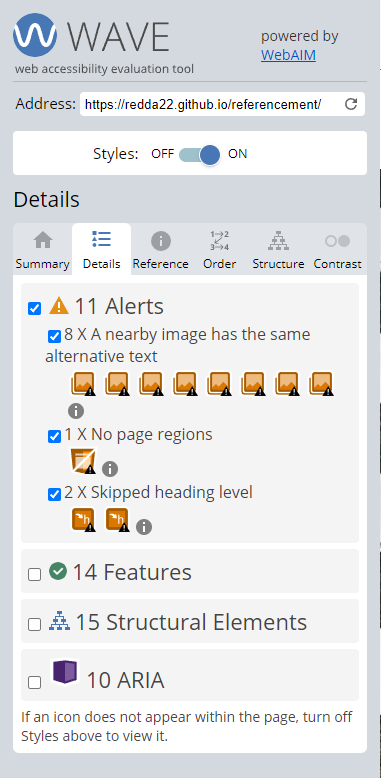 WAVE
powered by
WebAIM
web accessibility evaluation tool
Address: https://redda22.github.io/referencement/
Styles: OFF ON
Details
Summary Details Reference Order Structure Contrast
11 Alerts
8 X A nearby image has the same
alternative text
1 X No page regions
2 X Skipped heading level
14 Features
15 Structural Elements
10 ARIA
If an icon does not appear within the page, turn off
Styles above to view it.